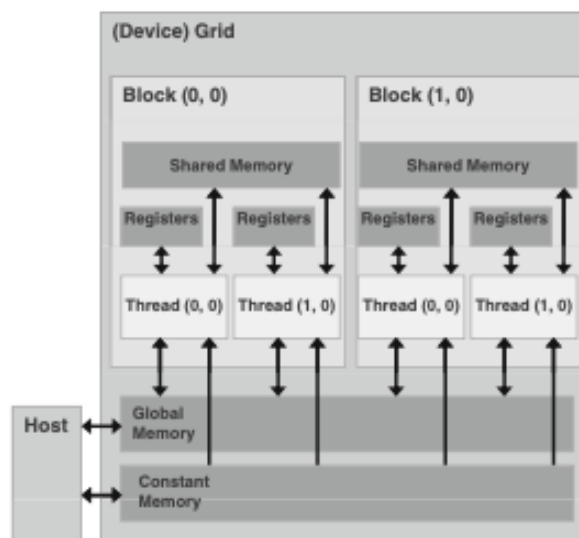 (Device) Grid
Block (0, 0)
Block (1, 0)
Shared Memory
Shared Memory
Registers
Registers
Registers
Registers
Thread (0, 0)
Thread (1, 0)
Thread (0, 0)
Thread (1, 0)
Host
Global
Memory
Constant
Memory